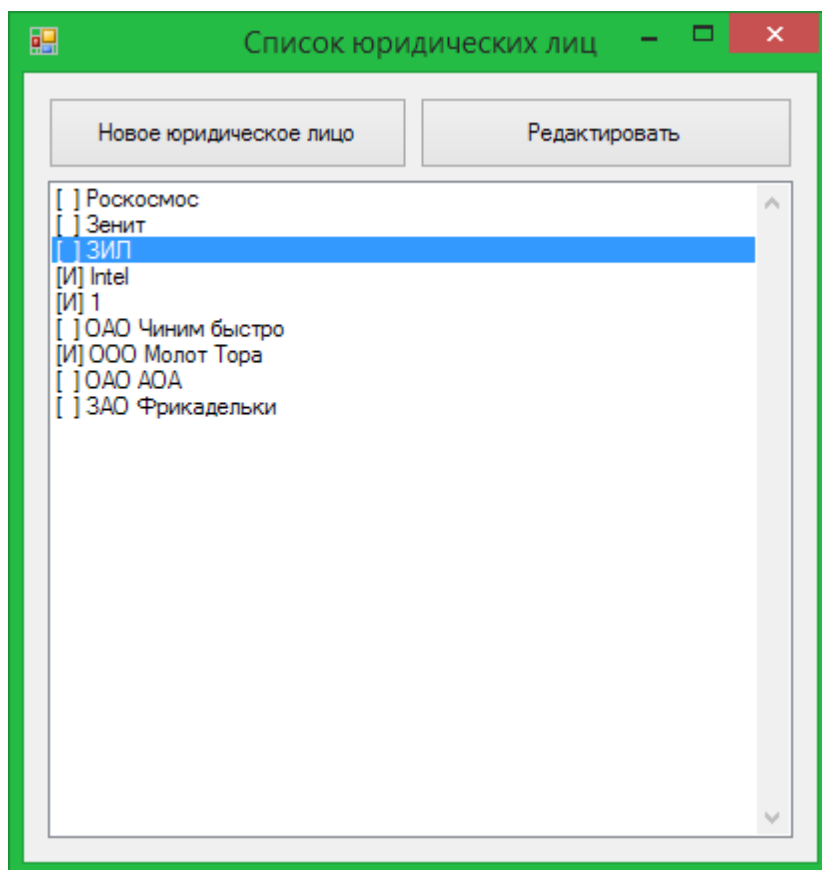 Список юридических лиц
Новое юридическое лицо
Редактировать
[ ] Роскосмос
[ ] Зенит
[ ] ЗИЛ
[И] Intel
[И] 1
[ ] ОАО Чиним быстро
[И] ООО Молот Тора
[ ] ОАО АОА
[ ] ЗАО Фрикадельки